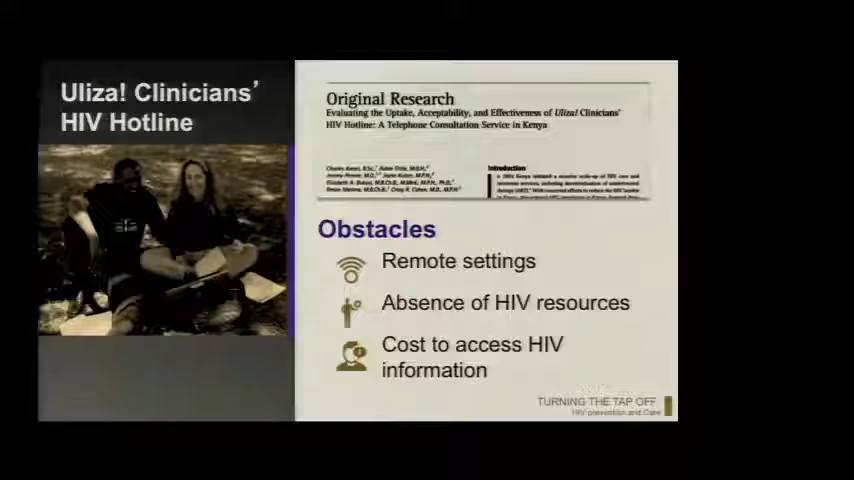 Uliza! Clinicians'
HIV Hotline
Original Research
Evaluating the Uptake, Acceptability, and Effectiveness of Uliza! Clinicians'
HIV Hotline: A Telephone Consultation Service in Kenya
Introduction
Obstacles
Remote settings
Absence of HIV resources
Cost to access HIV
information
TURNING THE TAP OFF
HIV prevention and Care